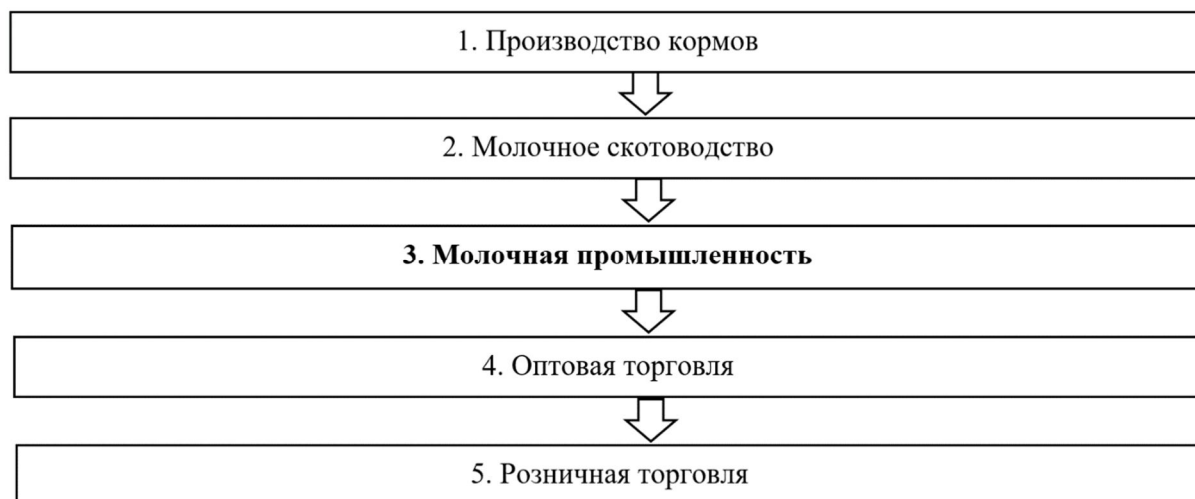 1. Производство кормов
2. Молочное скотоводство
3. Молочная промышленность
4. Оптовая торговля
5. Розничная торговля